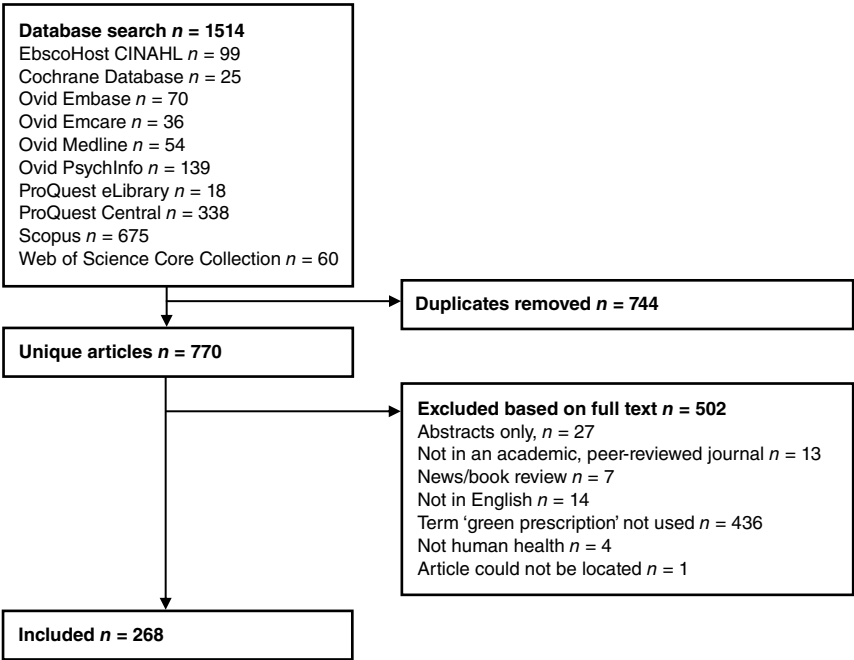 Database search n = 1514
EbscoHost CINAHL n = 99
Cochrane Database n = 25
Ovid Embase n = 70
Ovid Emcare n = 36
Ovid Medline n = 54
Ovid PsychInfo n = 139
ProQuest eLibrary n = 18
ProQuest Central n = 338
Scopus n = 675
Web of Science Core Collection n = 60
Duplicates removed n = 744
Unique articles n = 770
Excluded based on full text n = 502
Abstracts only, n = 27
Not in an academic, peer-reviewed journal n = 13
News/book review n = 7
Not in English n = 14
Term ‘green prescription’ not used n = 436
Not human health n = 4
Article could not be located n = 1
Included n = 268